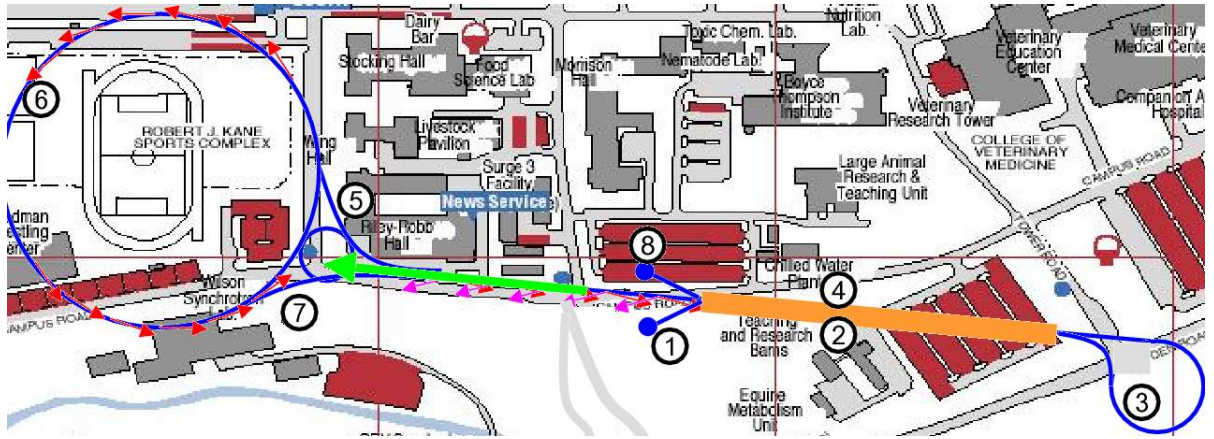 Dairy
Bar
Stocking Hall
Food
Science Lab
Morrison
Hall
Toxic Chem. Lab.
Nematode Lab.
Boyce
Thompson
Institute
Nutrition
Lab.
Veterinary
Education
Center
Veterinary
Medical Cente
Companion A
Hospital
Veterinary
Research Tower
COLLEGE OF
VETERINARY
MEDICINE
CAMPUS ROAD
6
ROBERT J. KANE
SPORTS COMPLEX
Wing
Hall
Livestock
Pavilion
Surge 3
Facility
Large Animal
Research &
Teaching Unit
5
News Service
Riley-Robb
Hall
8
TOWER ROAD
Chilled Water
Plant
4
Wilson
Synchrotron
7
CAMPUS ROAD
1
Teaching
and Research
Barns
2
Equine
Metabolism
Unit
3